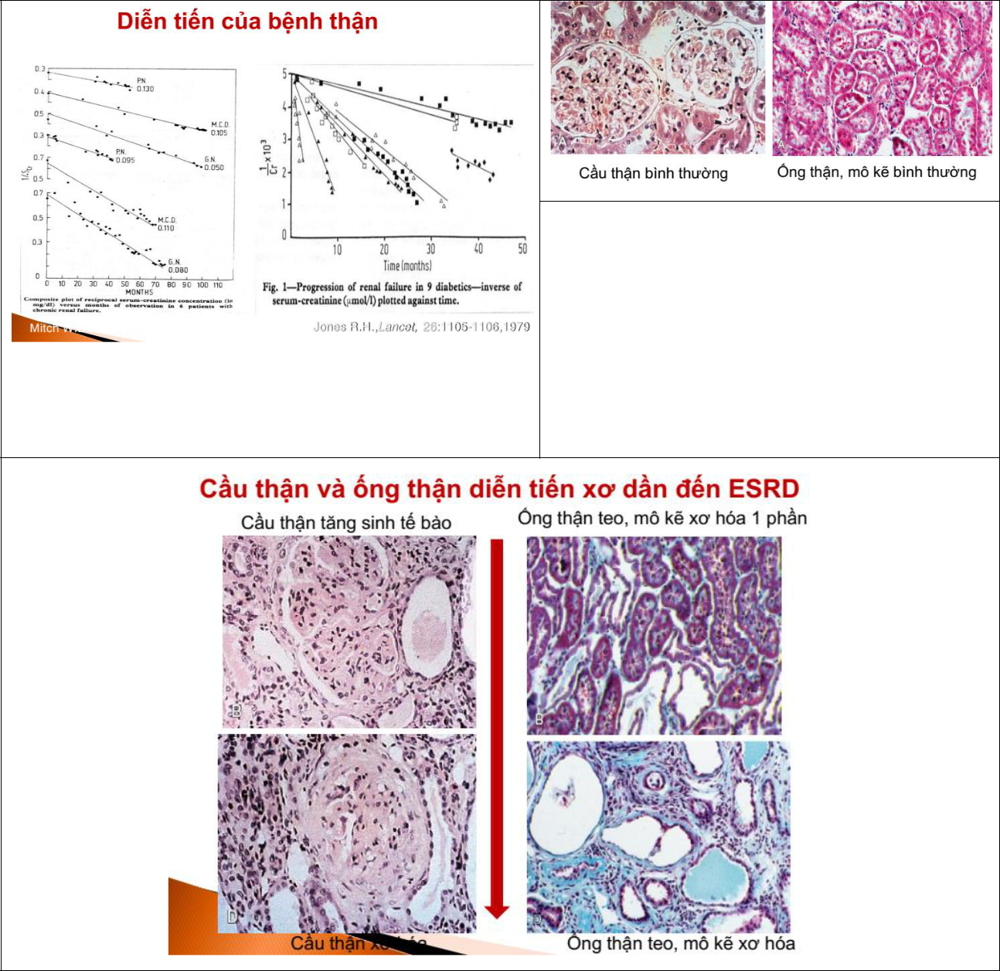 Diễn tiến của bệnh thận
0.3
0.4
0.5
0.3
0.7
0.5
0.7
0.5
0.3
0
1/S Cr
P.N.
0.130
M.C.D.
0.105
G.N.
0.050
P.N.
0.095
M.C.D.
0.110
G.N.
0.080
0 10 20 30 40 50 60 70 80 90 100 110
MONTHS
Composite plot of reciprocal serum-creatinine concentration (in
mg/dl) versus months of observation in 6 patients with
chronic renal failure.
Mitch W
5
4
3
2
1
0
1/Cr x10³
10 20 30 40 50
Time (months)
Fig. 1—Progression of renal failure in 9 diabetics—inverse of
serum-creatinine (μmol/l) plotted against time.
Jones R.H.,Lancet, 26:1105-1106,1979
A
A
Cầu thận bình thường
Ống thận, mô kẽ bình thường
Cầu thận và ống thận diễn tiến xơ dần đến ESRD
Cầu thận tăng sinh tế bào
Ống thận teo, mô kẽ xơ hóa 1 phần
B
B
D
D
Cầu thận xơ hóa
Ống thận teo, mô kẽ xơ hóa